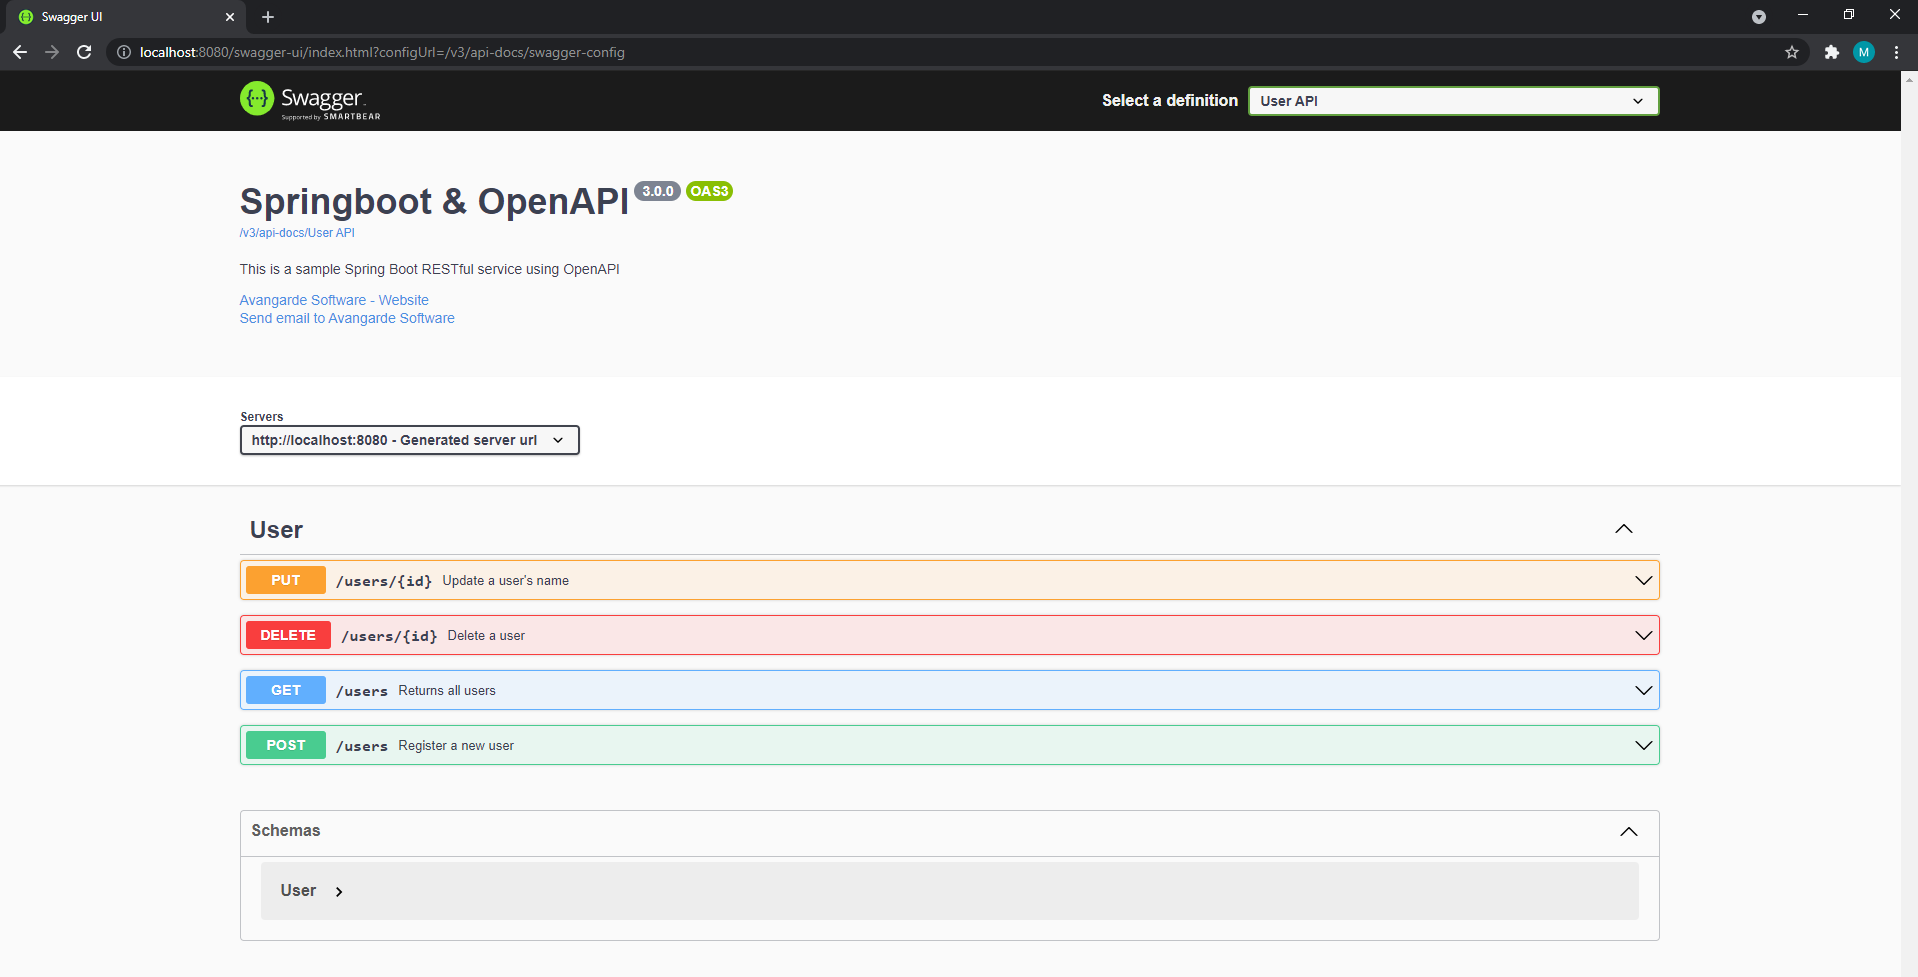 Swagger UI
localhost:8080/swagger-ui/index.html?configUrl=/v3/api-docs/swagger-config
M
{··}
Swagger.
Supported by SMARTBEAR
Select a definition
User API
Springboot & OpenAPI 3.0.0 OAS3
/v3/api-docs/User API
This is a sample Spring Boot RESTful service using OpenAPI
Avangarde Software - Website
Send email to Avangarde Software
Servers
http://localhost:8080 - Generated server url
User
PUT /users/{id} Update a user's name
DELETE /users/{id} Delete a user
GET /users Returns all users
POST /users Register a new user
Schemas
User